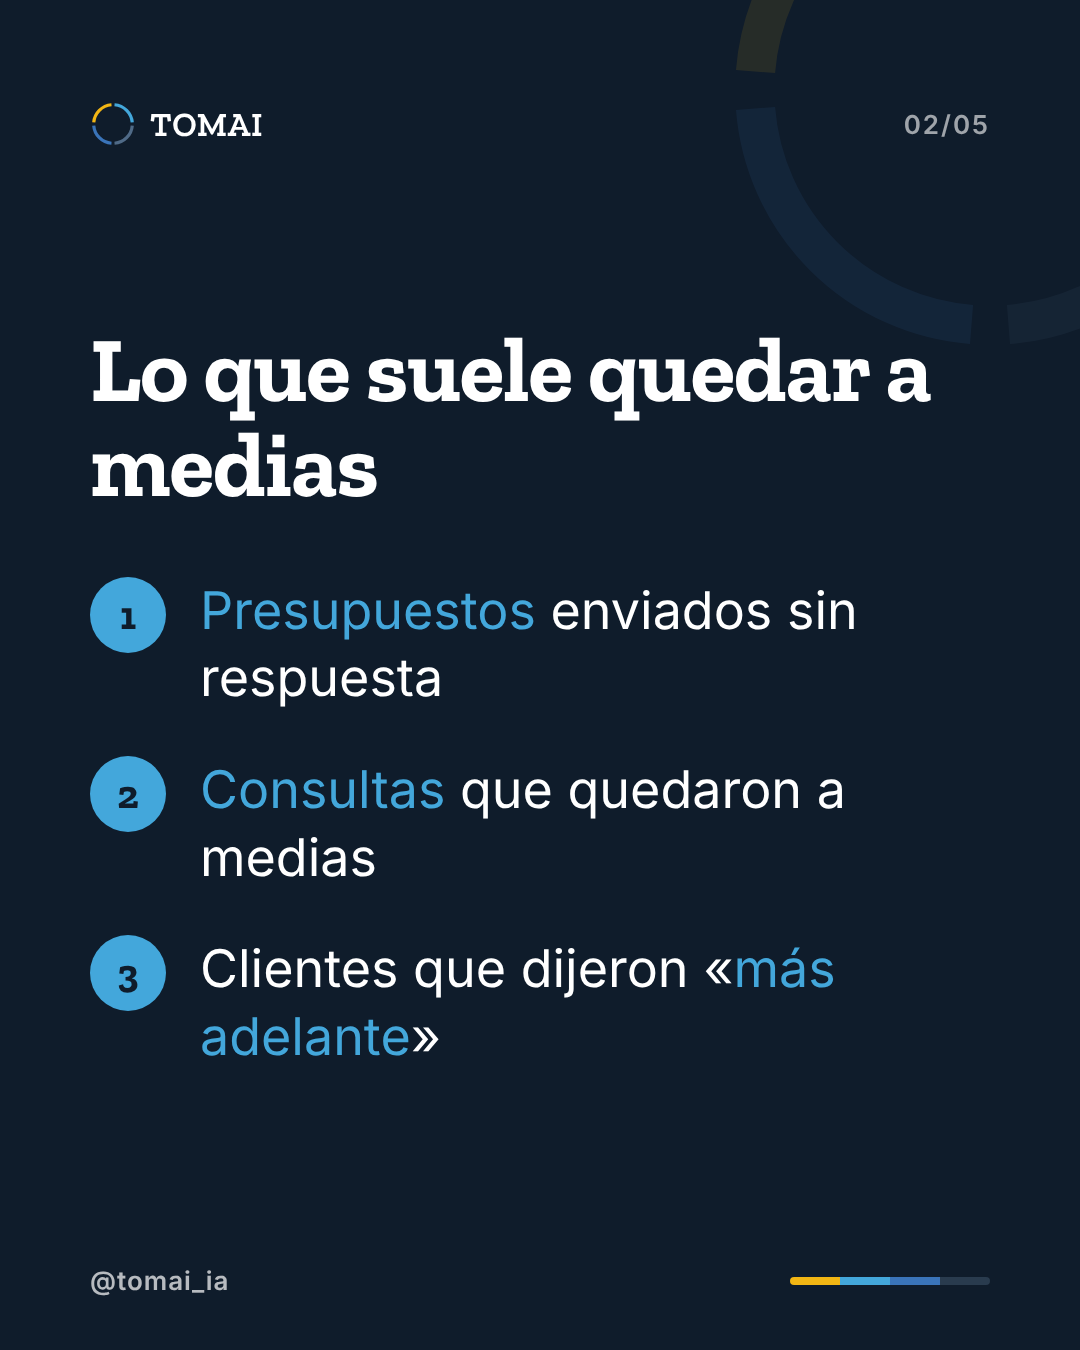 TOMAI
02/05
Lo que suele quedar a
medias
1 Presupuestos enviados sin
respuesta
2 Consultas que quedaron a
medias
3 Clientes que dijeron «más
adelante»
@tomai_ia